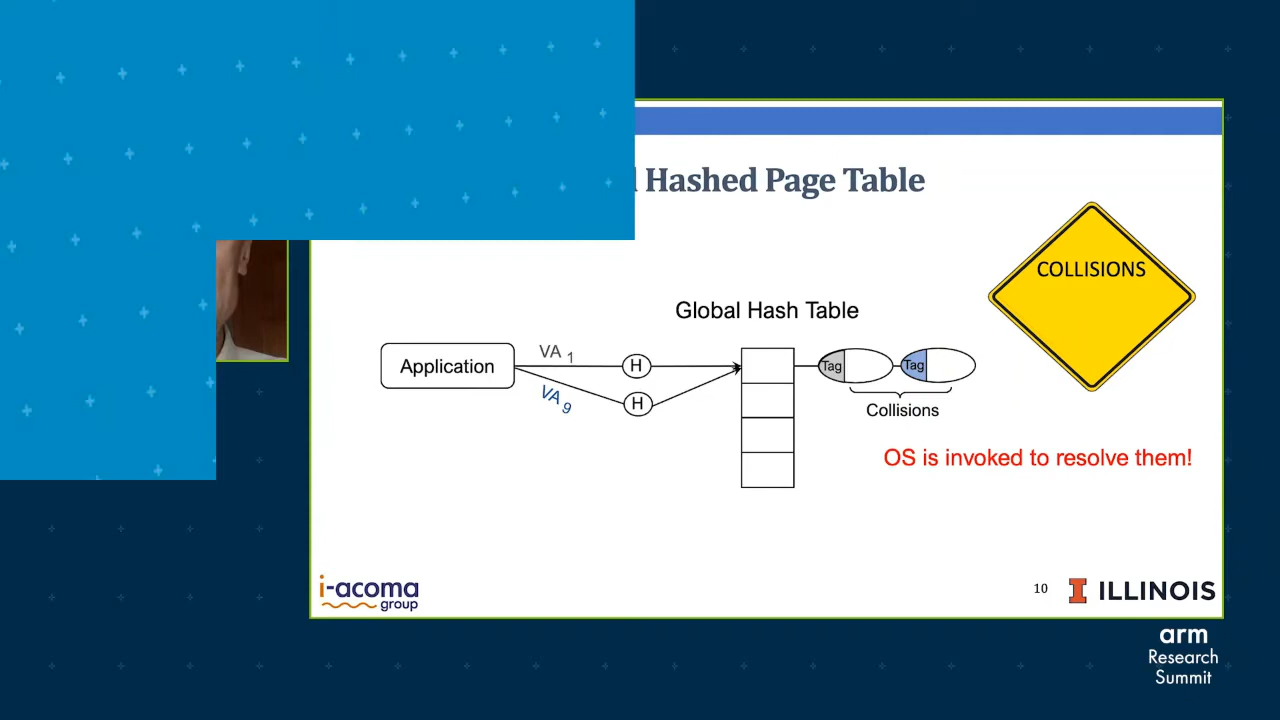 Hashed Page Table
COLLISIONS
Global Hash Table
Application
VA 1
H
VA 9
H
Tag
Tag
Collisions
OS is invoked to resolve them!
i-acoma
group
10
ILLINOIS
arm
Research
Summit